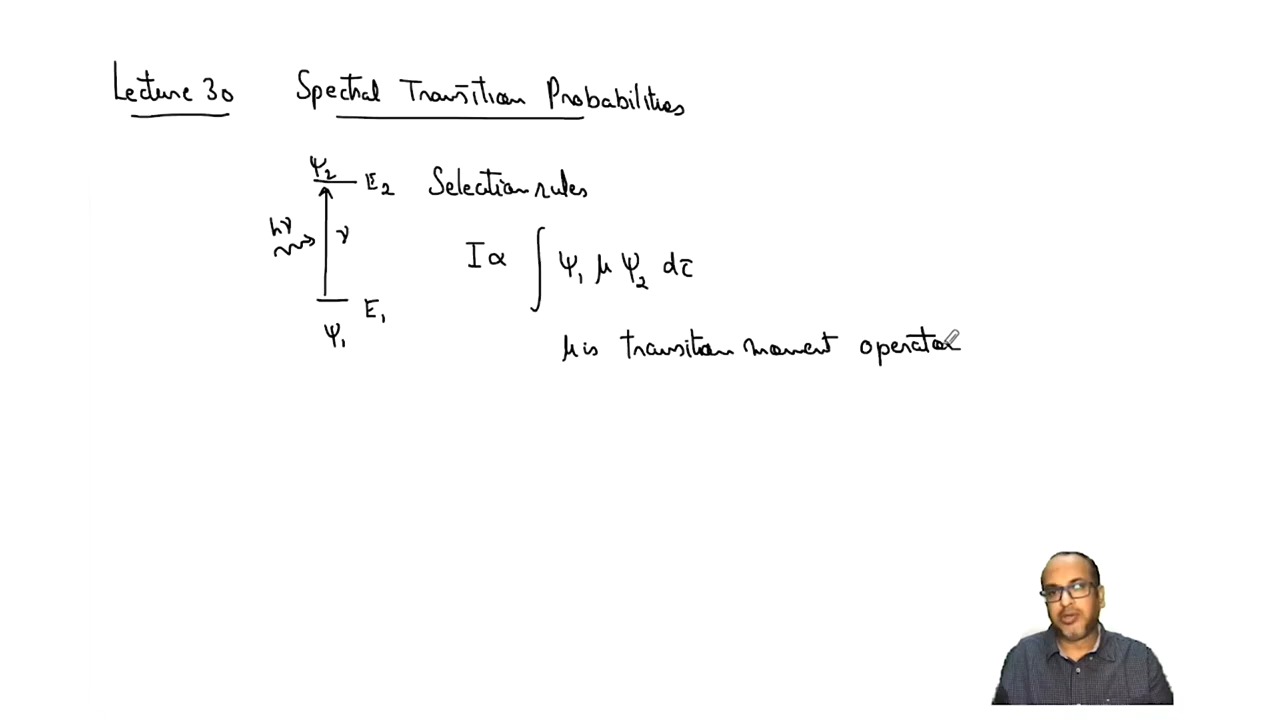 Lecture 30 Spectral Transition Probabilities
Ψ₂ E₂ Selection rules
hν ν
I ∝ ∫ Ψ₁ μ Ψ₂ dτ
E₁
Ψ₁
μ is transition moment operator